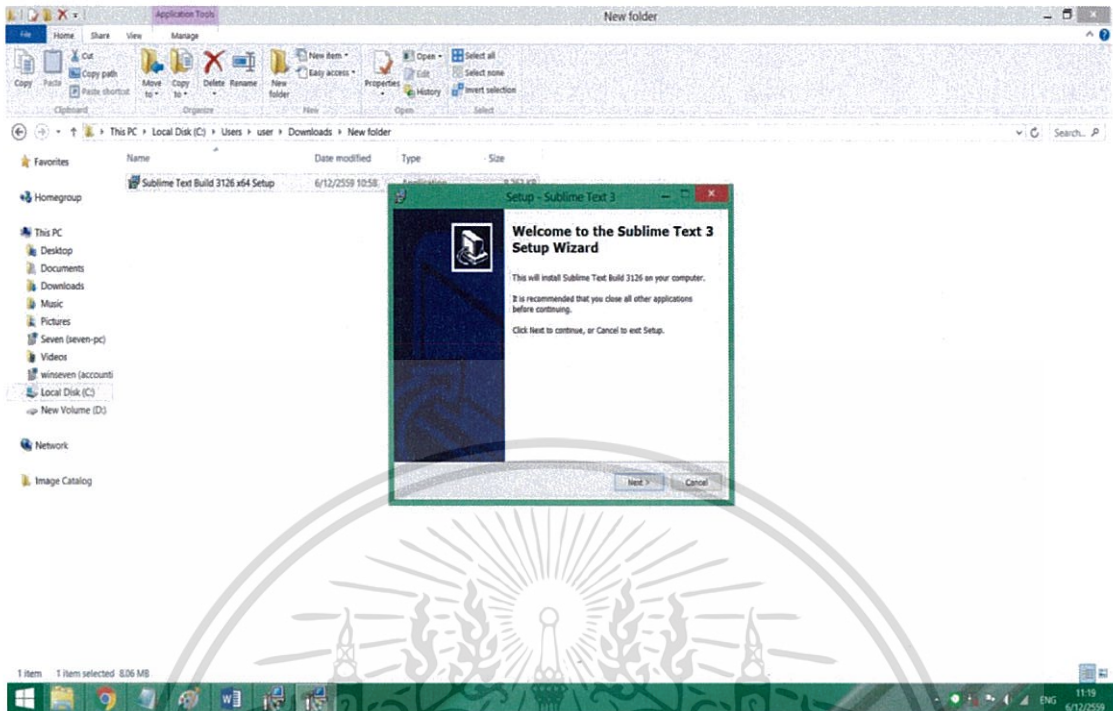 Application Tools
New folder
File Home Share View Manage
Copy
Paste
Cut
Copy path
Paste shortcut
Move to
Copy to
Delete
Rename
New folder
New item
Easy access
Properties
Open
Edit
History
Select all
Select none
Invert selection
Clipboard Organize New Open Select
This PC Local Disk (C:) Users user Downloads New folder
Search...
Name Date modified Type Size
Sublime Text Build 3126 x64 Setup 6/12/2559 10:58 Application
Favorites
Homegroup
This PC
Desktop
Documents
Downloads
Music
Pictures
Seven (seven-pc)
Videos
winseven (accounti
Local Disk (C:)
New Volume (D:)
Network
Image Catalog
Setup - Sublime Text 3
Welcome to the Sublime Text 3
Setup Wizard
This will install Sublime Text Build 3126 on your computer.
It is recommended that you close all other applications
before continuing.
Click Next to continue, or Cancel to exit Setup.
Next > Cancel
1 item 1 item selected 8.06 MB
ENG
11:19
6/12/2559